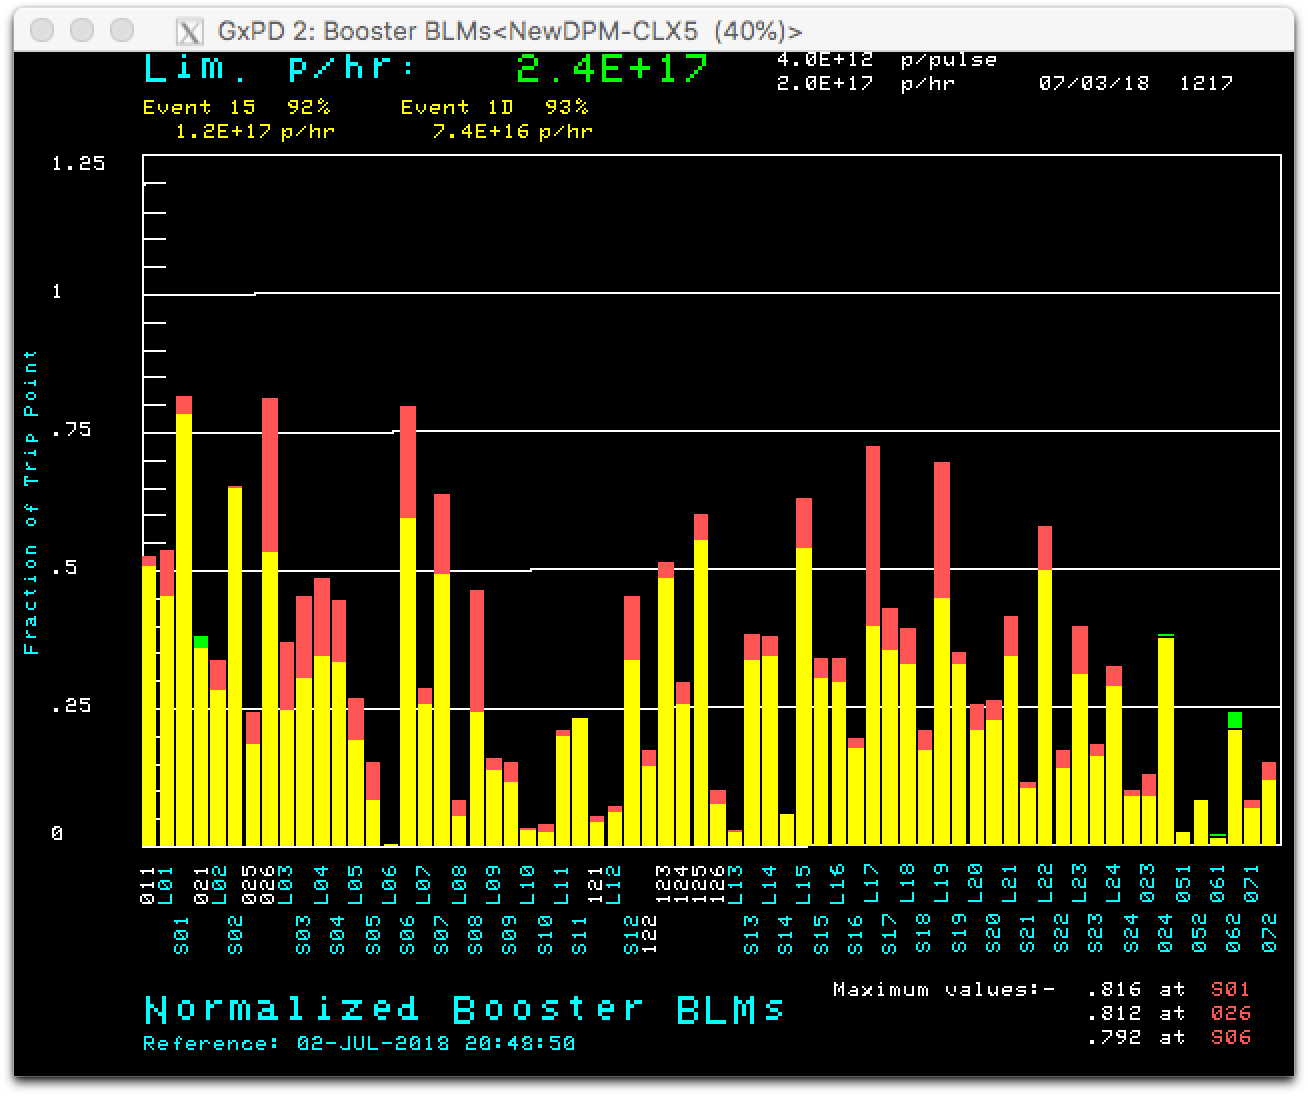 GxPD 2: Booster BLMs<NewDPM-CLX5 (40%)>
Lim. p/hr: 2.4E+17
4.0E+12 p/pulse
2.0E+17 p/hr 07/03/18 1217
Event 15 92% Event 1D 93%
1.2E+17 p/hr 7.4E+16 p/hr
1.25
1
.75
.5
.25
0
Fraction of Trip Point
011 L01 021 L02 025 026 L03 L04 L05 L06 L07 L08 L09 L10 L11 121 L12 123 124 125 126 L13 L14 L15 L16 L17 L18 L19 L20 L21 L22 L23 L24 023 051 061 071
S01 S02 S03 S04 S05 S06 S07 S08 S09 S10 S11 S12 122 S13 S14 S15 S16 S17 S18 S19 S20 S21 S22 S23 S24 024 052 062 072
Normalized Booster BLMs
Reference: 02-JUL-2018 20:48:50
Maximum values:- .816 at S01
.812 at 026
.792 at S06